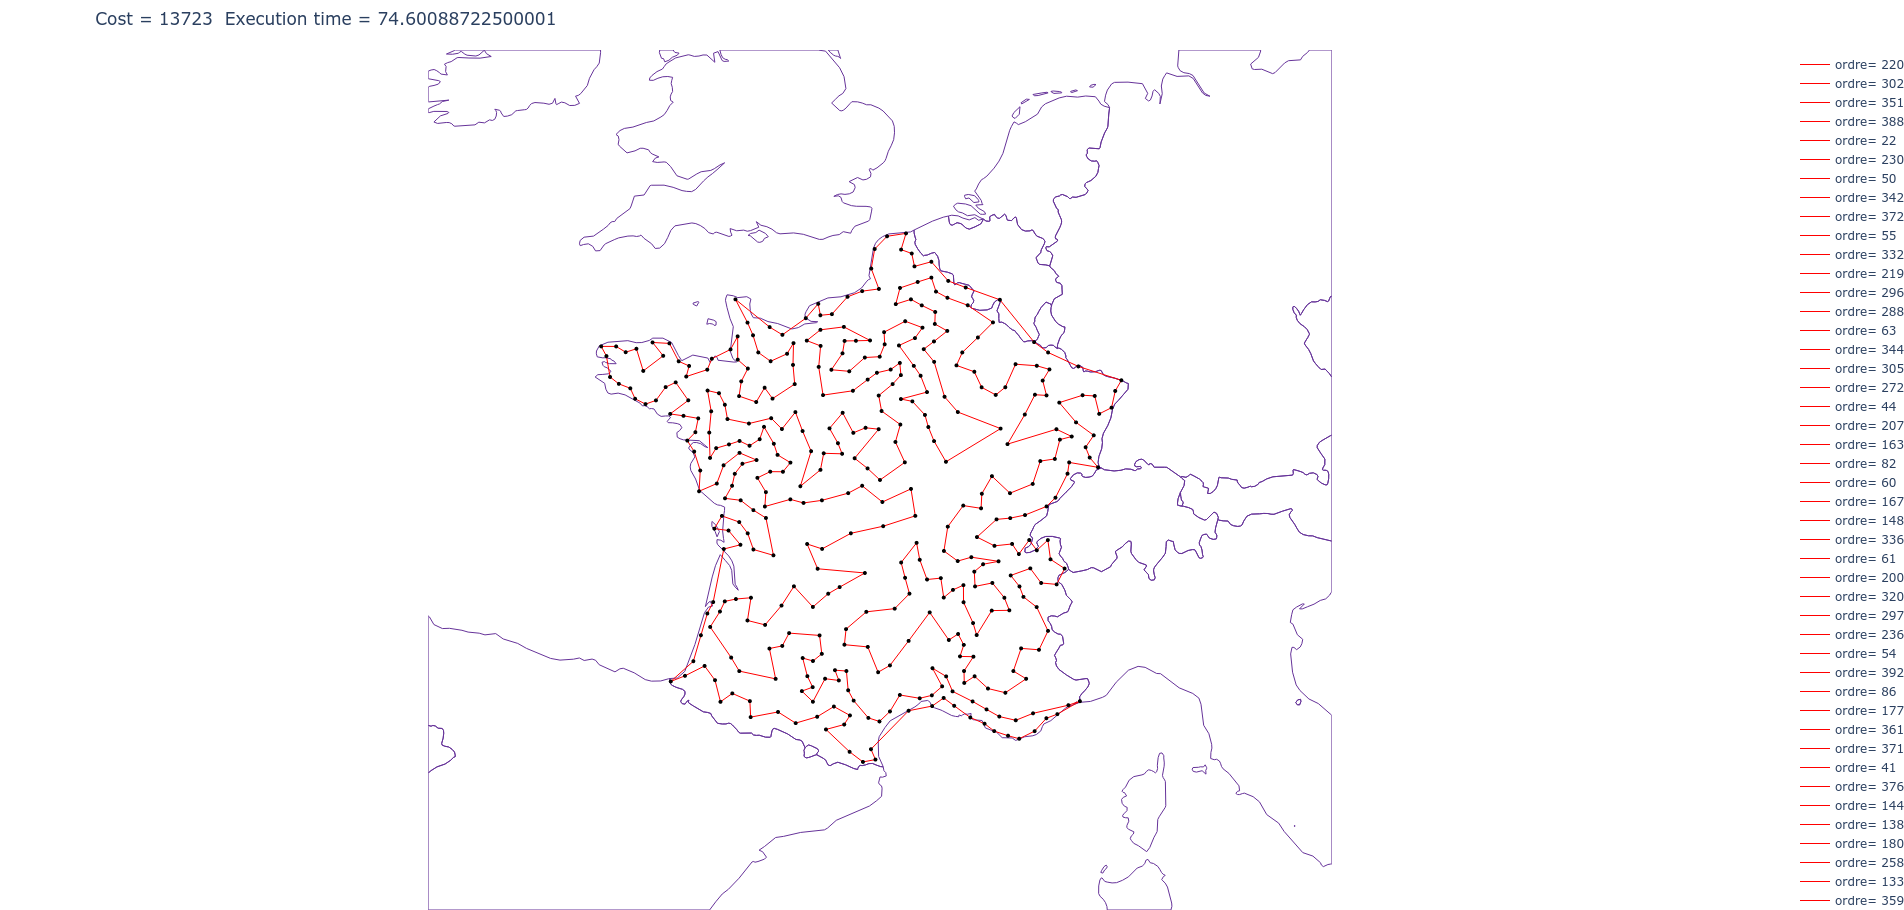 Cost = 13723  Execution time = 74.60088722500001
ordre= 220
ordre= 302
ordre= 351
ordre= 388
ordre= 22
ordre= 230
ordre= 50
ordre= 342
ordre= 372
ordre= 55
ordre= 332
ordre= 219
ordre= 296
ordre= 288
ordre= 63
ordre= 344
ordre= 305
ordre= 272
ordre= 44
ordre= 207
ordre= 163
ordre= 82
ordre= 60
ordre= 167
ordre= 148
ordre= 336
ordre= 61
ordre= 200
ordre= 320
ordre= 297
ordre= 236
ordre= 54
ordre= 392
ordre= 86
ordre= 177
ordre= 361
ordre= 371
ordre= 41
ordre= 376
ordre= 144
ordre= 138
ordre= 180
ordre= 258
ordre= 133
ordre= 359